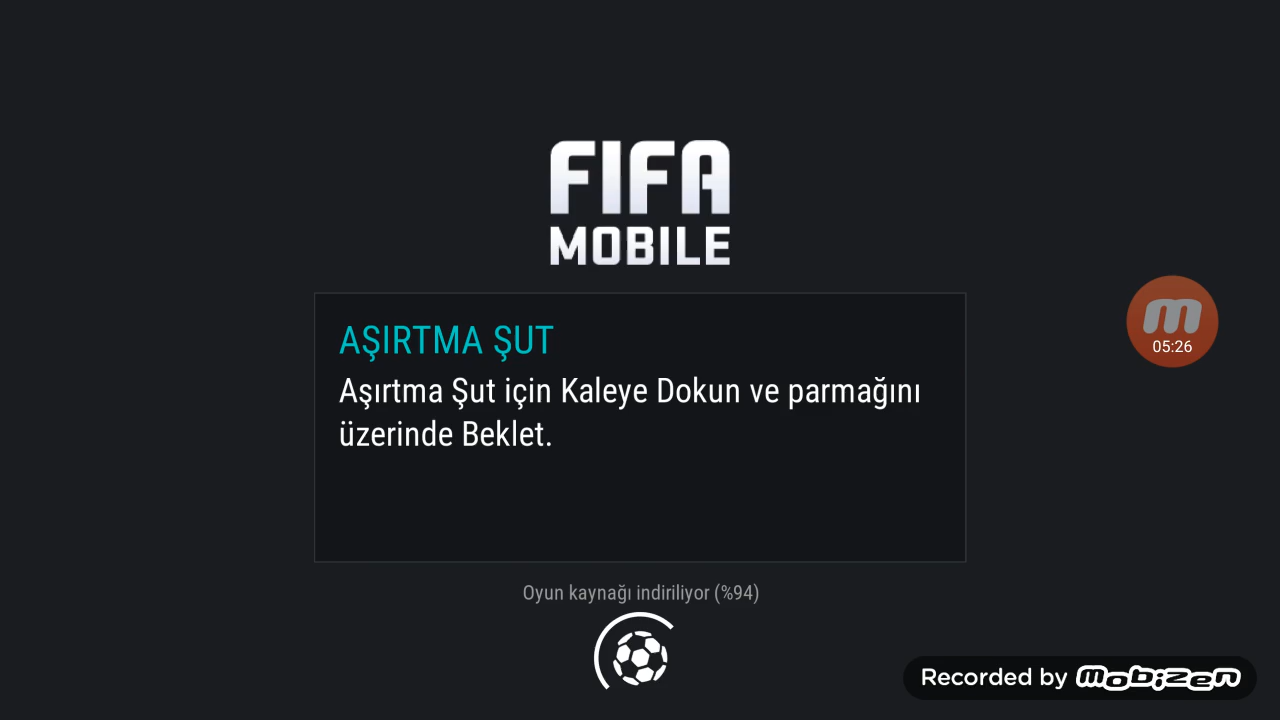 FIFA
MOBILE
AŞIRTMA ŞUT
Aşırtma Şut için Kaleye Dokun ve parmağını
üzerinde Beklet.
m
05:26
Oyun kaynağı indiriliyor (%94)
Recorded by mobizen